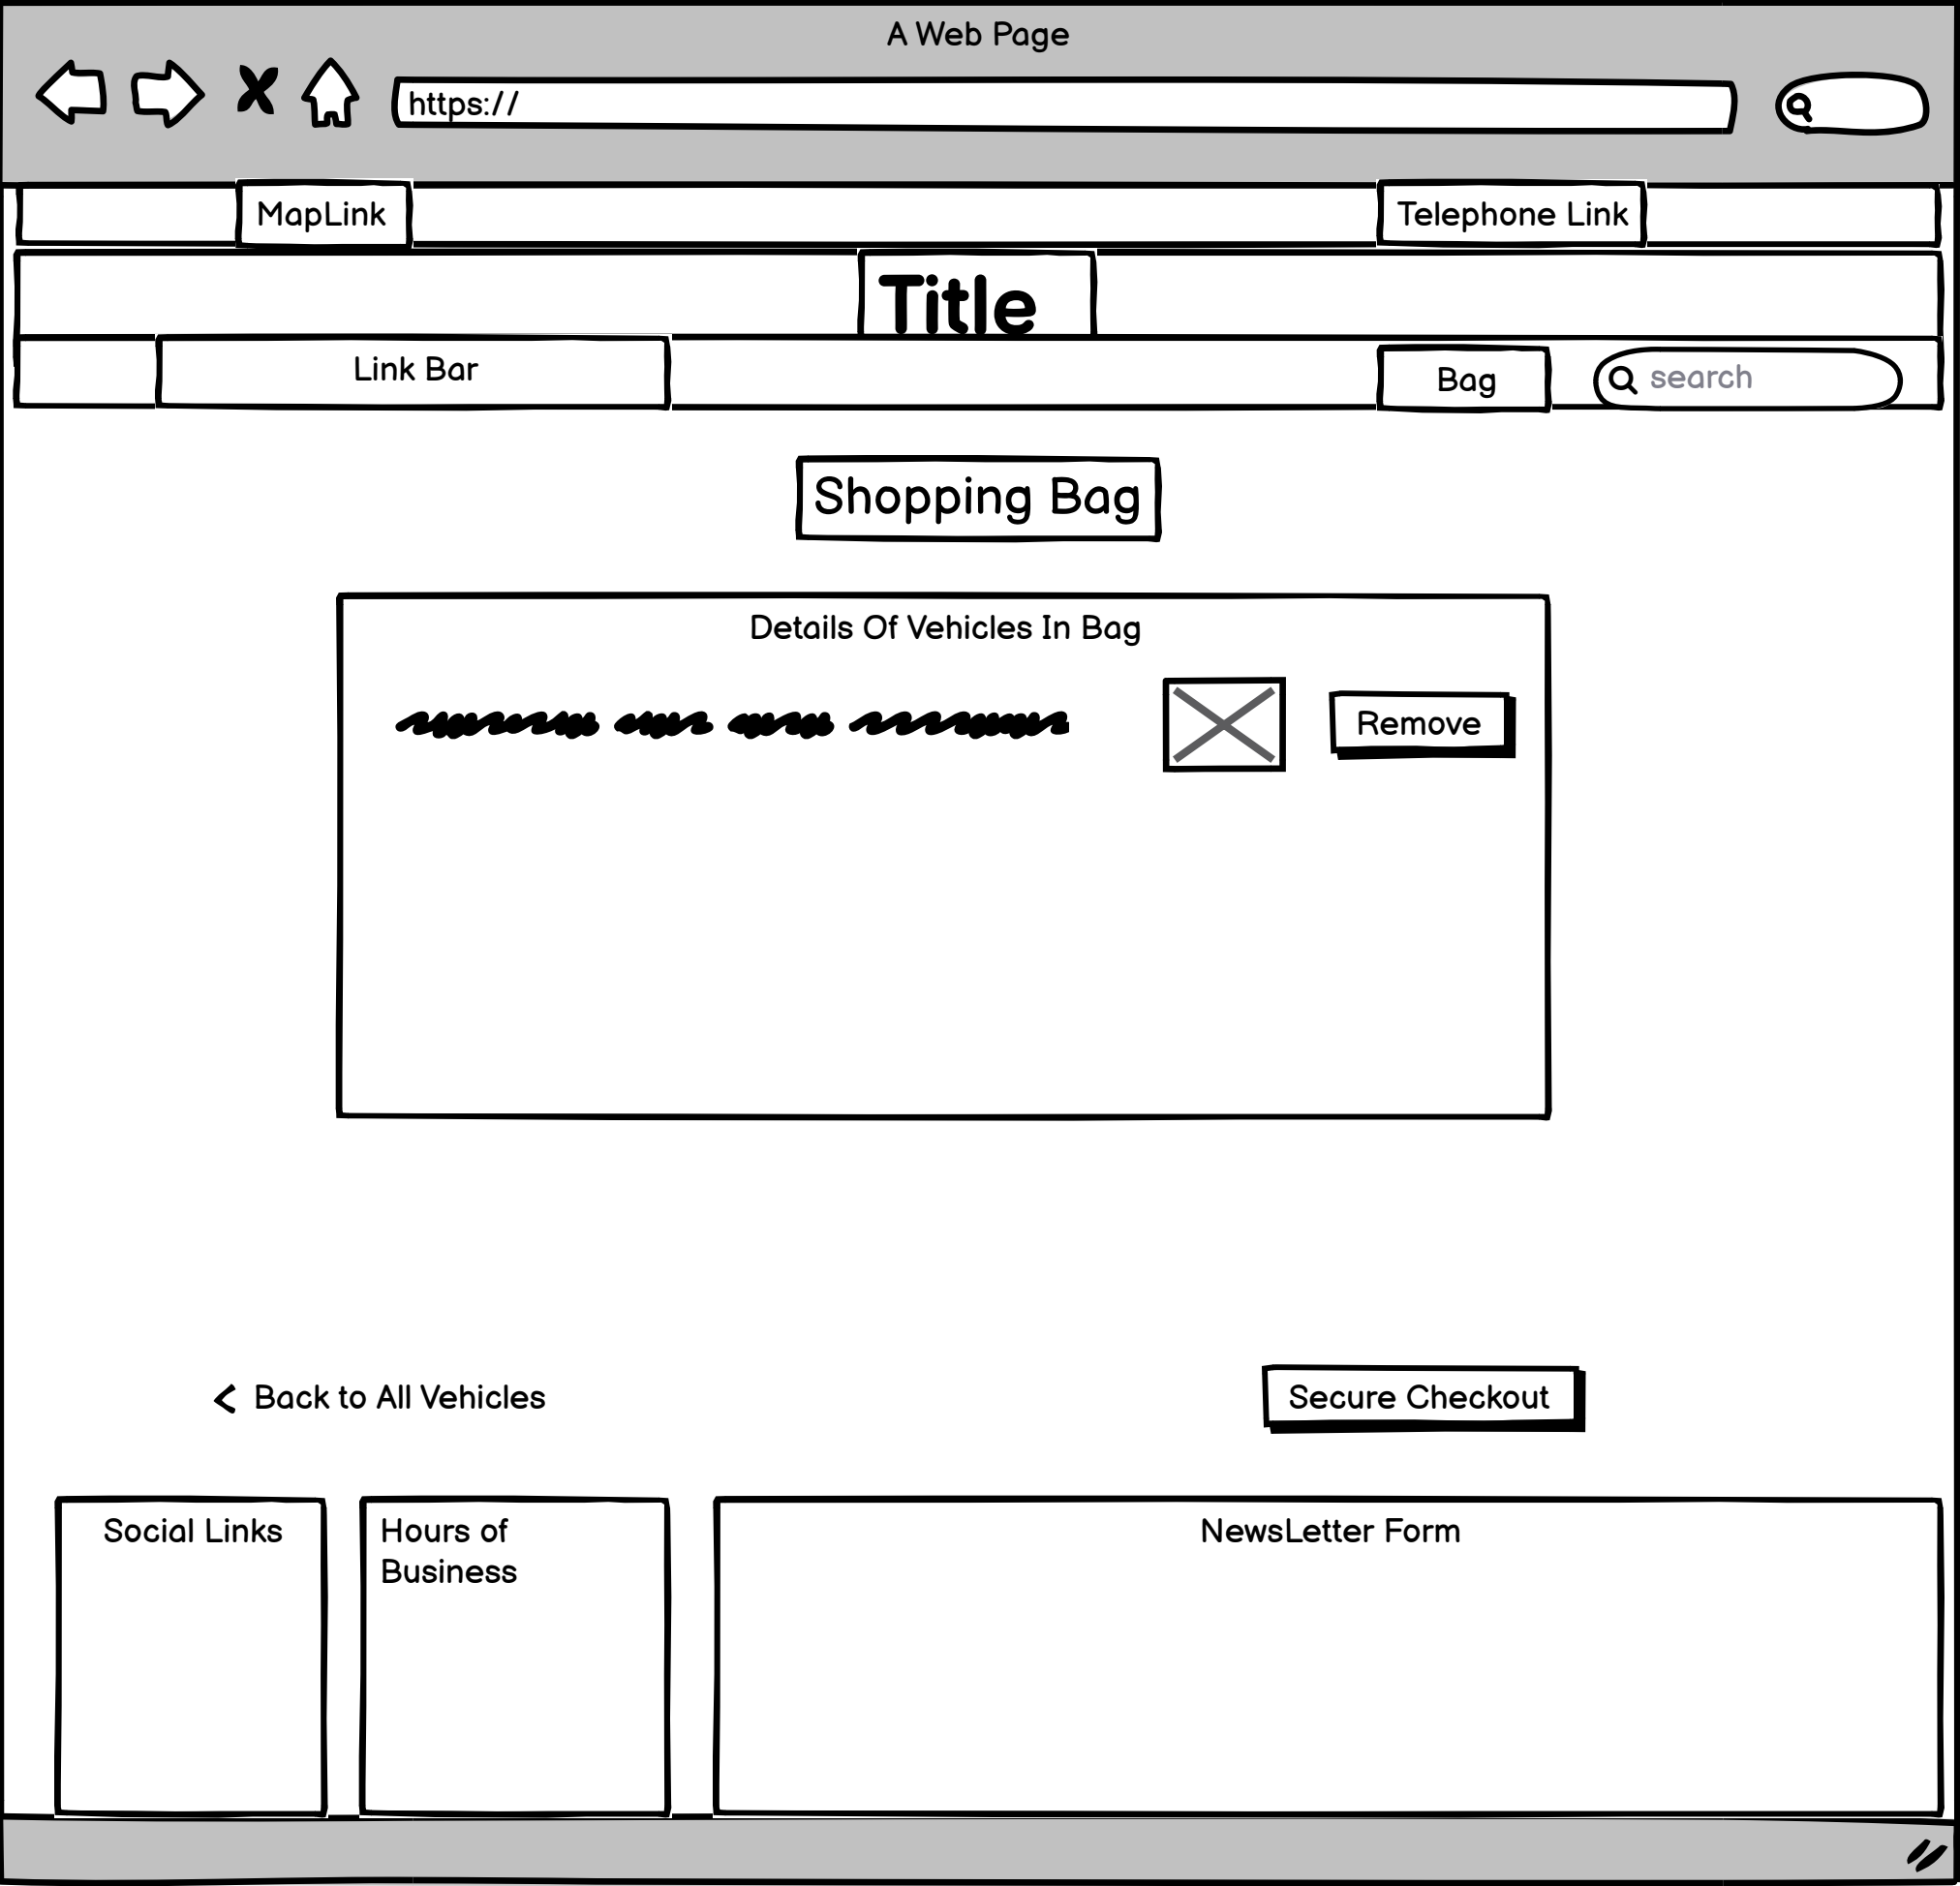 A Web Page
https://
MapLink
Telephone Link
Title
Link Bar
Bag
search
Shopping Bag
Details Of Vehicles In Bag
Remove
Back to All Vehicles
Secure Checkout
Social Links
Hours of
Business
NewsLetter Form